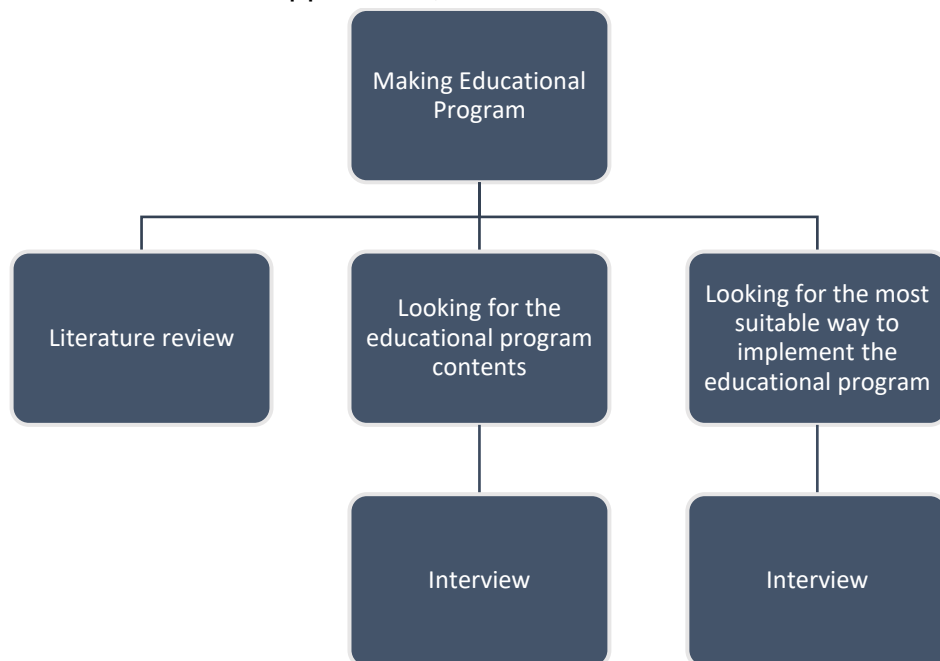 Making Educational
Program
Literature review
Looking for the
educational program
contents
Looking for the most
suitable way to
implement the
educational program
Interview
Interview